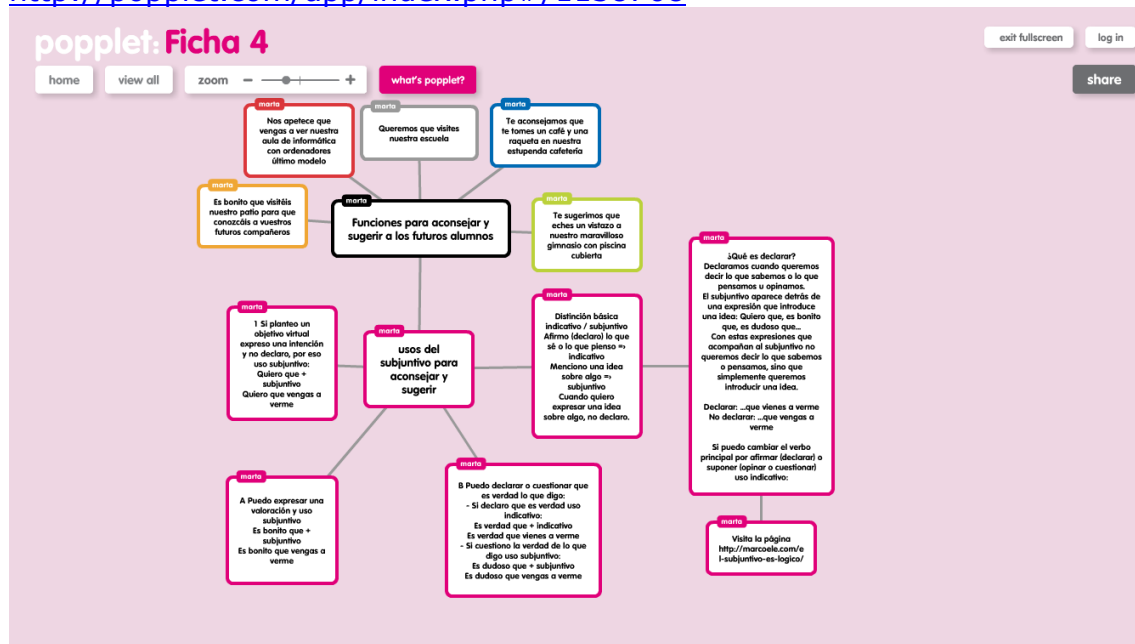 popplet: Ficha 4
exit fullscreen
log in
home
view all
zoom
what's popplet?
share
marta
Nos apetece que
vengas a ver nuestra
aula de informática
con ordenadores
último modelo
marta
Queremos que visites
nuestra escuela
marta
Te aconsejamos que
te tomes un café y una
raqueta en nuestra
estupenda cafetería
marta
Es bonito que visitéis
nuestro patio para que
conozcáis a vuestros
futuros compañeros
marta
Funciones para aconsejar y
sugerir a los futuros alumnos
marta
Te sugerimos que
eches un vistazo a
nuestro maravilloso
gimnasio con piscina
cubierta
marta
1 Si planteo un
objetivo virtual
expreso una intención
y no declaro, por eso
uso subjuntivo:
Quiero que +
subjuntivo
Quiero que vengas a
verme
marta
usos del
subjuntivo para
aconsejar y
sugerir
marta
Distinción básica
indicativo / subjuntivo
Afirmo (declaro) lo que
sé o lo que pienso =›
indicativo
Menciono una idea
sobre algo =›
subjuntivo
Cuando quiero
expresar una idea
sobre algo, no declaro.
marta
¿Qué es declarar?
Declaramos cuando queremos
decir lo que sabemos o lo que
pensamos u opinamos.
El subjuntivo aparece detrás de
una expresión que introduce
una idea: Quiero que, es bonito
que, es dudoso que...
Con estas expresiones que
acompañan al subjuntivo no
queremos decir lo que sabemos
o pensamos, sino que
simplemente queremos
introducir una idea.
Declarar: ...que vienes a verme
No declarar: ...que vengas a
verme
Si puedo cambiar el verbo
principal por afirmar (declarar) o
suponer (opinar o cuestionar)
uso indicativo:
marta
A Puedo expresar una
valoración y uso
subjuntivo
Es bonito que +
subjuntivo
Es bonito que vengas a
verme
marta
B Puedo declarar o cuestionar que
es verdad lo que digo:
- Si declaro que es verdad uso
indicativo:
Es verdad que + indicativo
Es verdad que vienes a verme
- Si cuestiono la verdad de lo que
digo uso subjuntivo:
Es dudoso que + subjuntivo
Es dudoso que vengas a verme
marta
Visita la página
http://marcoele.com/e
l-subjuntivo-es-logico/